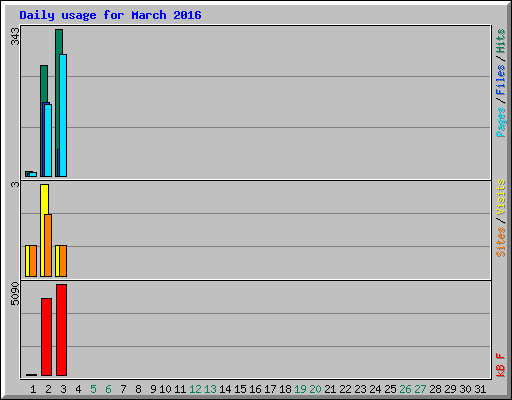 Daily usage for March 2016
343
Pages / Files / Hits
3
Sites / Visits
5090
kB F
1 2 3 4 5 6 7 8 9 10 11 12 13 14 15 16 17 18 19 20 21 22 23 24 25 26 27 28 29 30 31